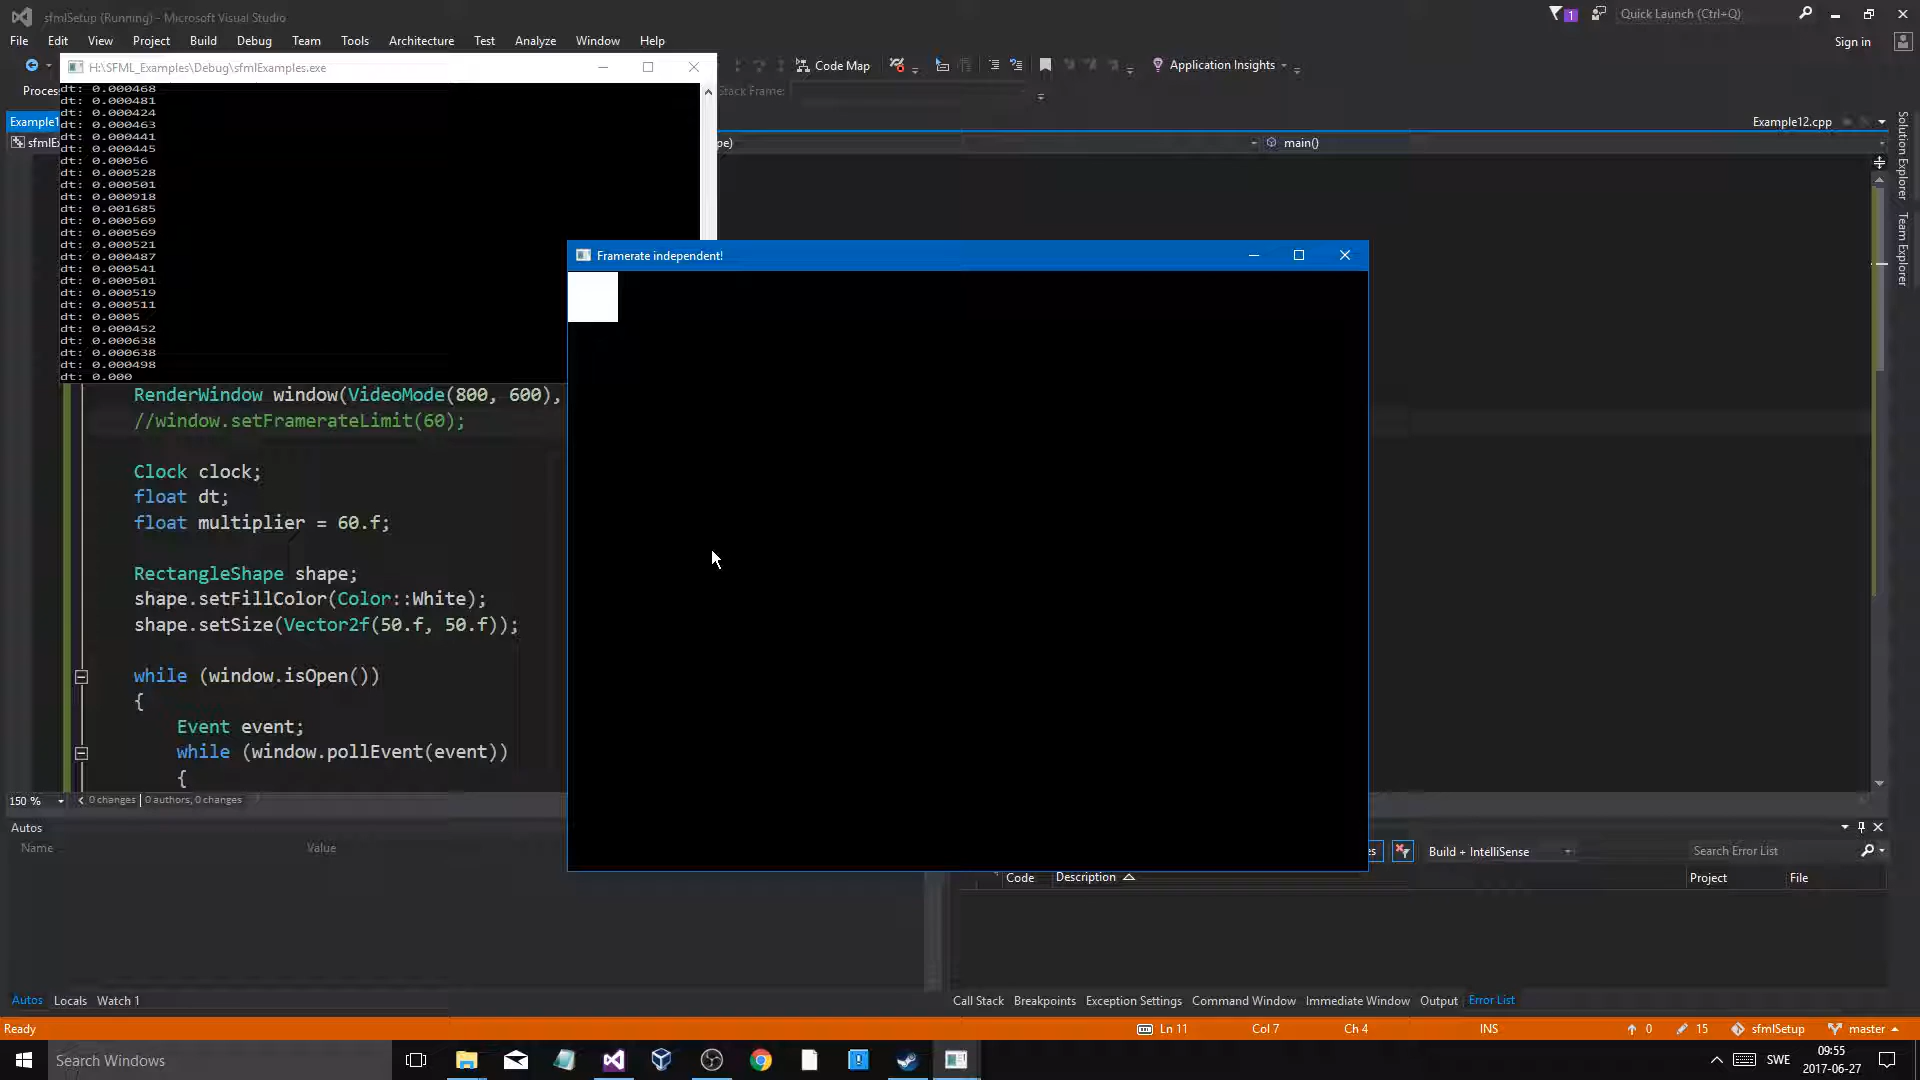 sfmlSetup (Running) - Microsoft Visual Studio
1
Quick Launch (Ctrl+Q)
File Edit View Project Build Debug Team Tools Architecture Test Analyze Window Help
Sign in
H:\SFML_Examples\Debug\sfmlExamples.exe
Code Map
Application Insights
Stack Frame:
dt: 0.000468
dt: 0.000481
dt: 0.000424
dt: 0.000463
dt: 0.000441
dt: 0.000445
dt: 0.00056
dt: 0.000528
dt: 0.000501
dt: 0.000918
dt: 0.001685
dt: 0.000569
dt: 0.000569
dt: 0.000521
dt: 0.000487
dt: 0.000541
dt: 0.000501
dt: 0.000519
dt: 0.000511
dt: 0.0005
dt: 0.000452
dt: 0.000638
dt: 0.000638
dt: 0.000498
dt: 0.000
Example12.cpp
main()
Solution Explorer
Team Explorer
Framerate independent!
RenderWindow window(VideoMode(800, 600),
//window.setFramerateLimit(60);
Clock clock;
float dt;
float multiplier = 60.f;
RectangleShape shape;
shape.setFillColor(Color::White);
shape.setSize(Vector2f(50.f, 50.f));
while (window.isOpen())
{
Event event;
while (window.pollEvent(event))
{
150 %
0 changes | 0 authors, 0 changes
Autos
Name Value
Build + IntelliSense
Search Error List
Code Description Project File
Autos Locals Watch 1
Call Stack Breakpoints Exception Settings Command Window Immediate Window Output Error List
Ready
Ln 11 Col 7 Ch 4 INS
0 15 sfmlSetup master
Search Windows
SWE
09:55
2017-06-27